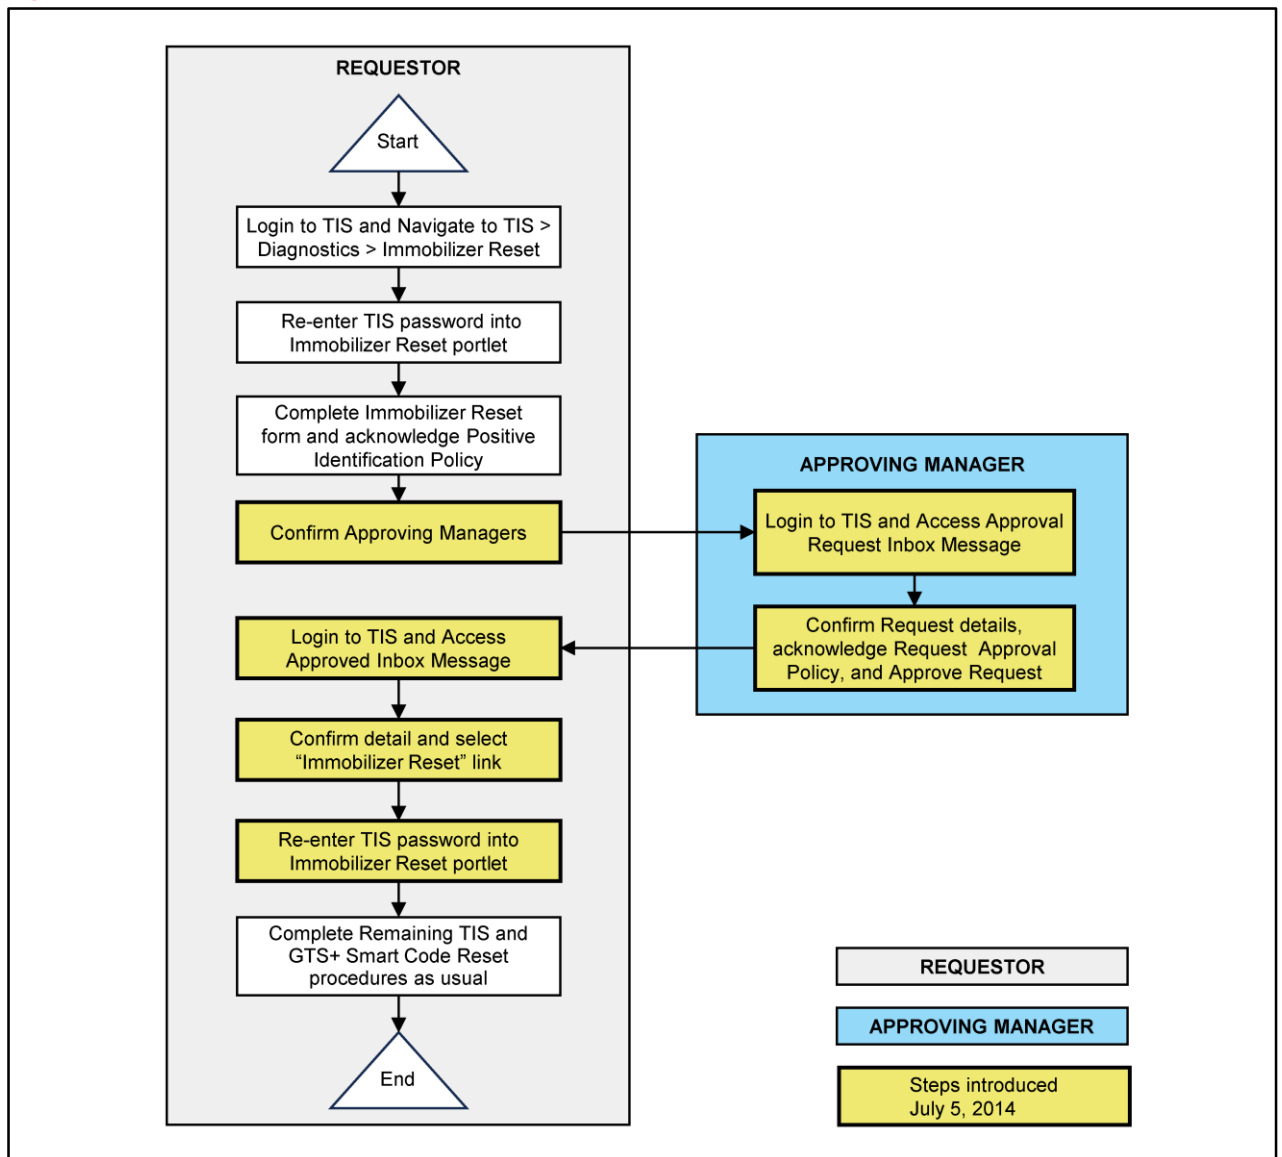 REQUESTOR
Start
Login to TIS and Navigate to TIS >
Diagnostics > Immobilizer Reset
Re-enter TIS password into
Immobilizer Reset portlet
Complete Immobilizer Reset
form and acknowledge Positive
Identification Policy
Confirm Approving Managers
APPROVING MANAGER
Login to TIS and Access Approval
Request Inbox Message
Confirm Request details,
acknowledge Request Approval
Policy, and Approve Request
Login to TIS and Access
Approved Inbox Message
Confirm detail and select
“Immobilizer Reset” link
Re-enter TIS password into
Immobilizer Reset portlet
Complete Remaining TIS and
GTS+ Smart Code Reset
procedures as usual
End
REQUESTOR
APPROVING MANAGER
Steps introduced
July 5, 2014